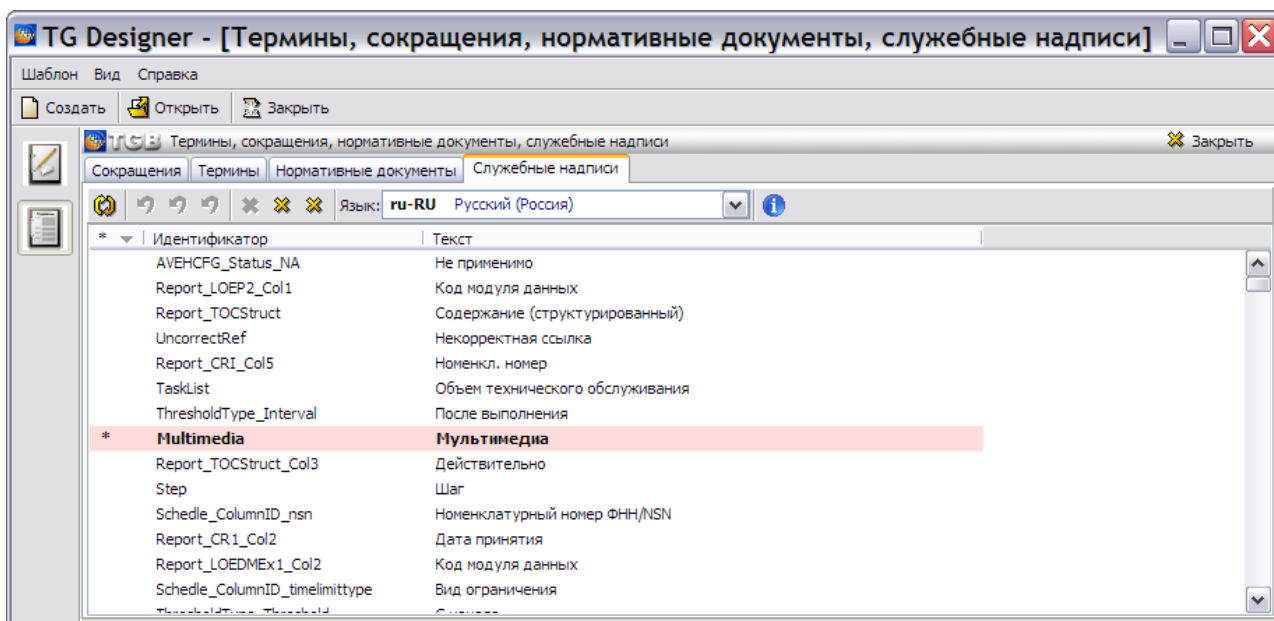 TG Designer - [Термины, сокращения, нормативные документы, служебные надписи]
Шаблон Вид Справка
Создать Открыть Закрыть
TGB Термины, сокращения, нормативные документы, служебные надписи Закрыть
Сокращения Термины Нормативные документы Служебные надписи
Язык: ru-RU Русский (Россия)
* Идентификатор Текст
AVEHCFG_Status_NA Не применимо
Report_LOEP2_Col1 Код модуля данных
Report_TOCStruct Содержание (структурированный)
UncorrectRef Некорректная ссылка
Report_CRI_Col5 Номенкл. номер
TaskList Объем технического обслуживания
ThresholdType_Interval После выполнения
* Multimedia Мультимедиа
Report_TOCStruct_Col3 Действительно
Step Шаг
Schedle_ColumnID_nsn Номенклатурный номер ФНН/NSN
Report_CR1_Col2 Дата принятия
Report_LOEDMEx1_Col2 Код модуля данных
Schedle_ColumnID_timelimittype Вид ограничения
ThresholdType_Threshold